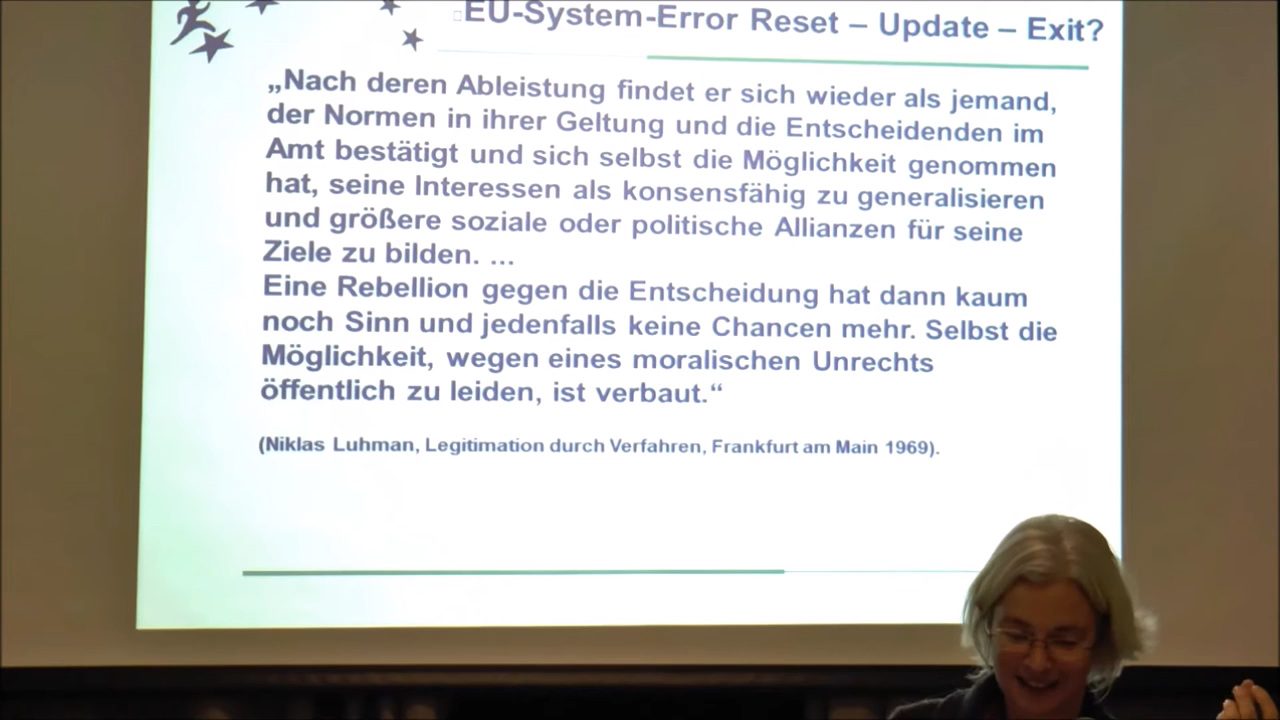 EU-System-Error Reset – Update – Exit?
„Nach deren Ableistung findet er sich wieder als jemand,
der Normen in ihrer Geltung und die Entscheidenden im
Amt bestätigt und sich selbst die Möglichkeit genommen
hat, seine Interessen als konsensfähig zu generalisieren
und größere soziale oder politische Allianzen für seine
Ziele zu bilden. ...
Eine Rebellion gegen die Entscheidung hat dann kaum
noch Sinn und jedenfalls keine Chancen mehr. Selbst die
Möglichkeit, wegen eines moralischen Unrechts
öffentlich zu leiden, ist verbaut.“
(Niklas Luhman, Legitimation durch Verfahren, Frankfurt am Main 1969).